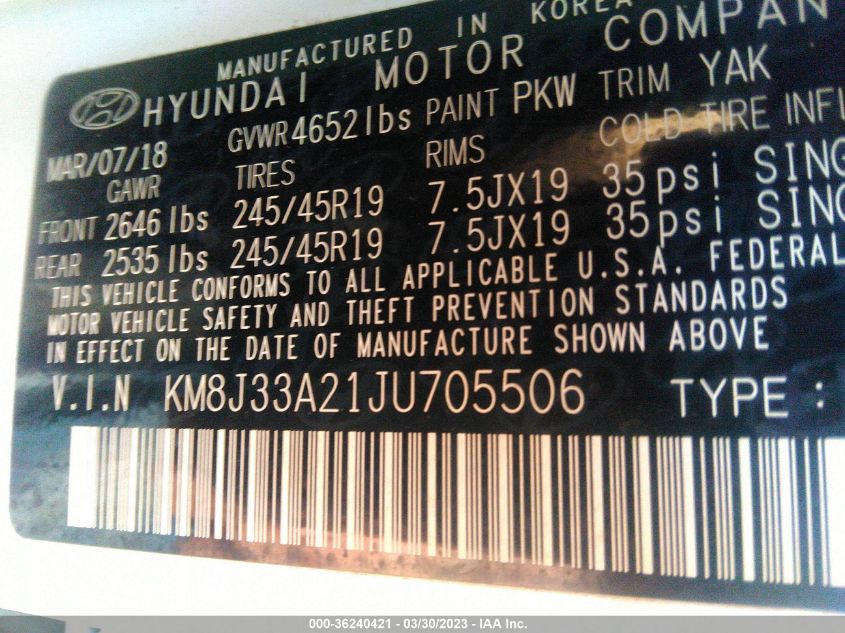 MANUFACTURED IN KOREA
HYUNDAI MOTOR COMPAN
MAR/07/18 GVWR 4652 lbs PAINT PKW TRIM YAK
GAWR TIRES RIMS COLD TIRE INFL
FRONT 2646 lbs 245/45R19 7.5JX19 35psi SING
REAR 2535 lbs 245/45R19 7.5JX19 35psi SING
THIS VEHICLE CONFORMS TO ALL APPLICABLE U.S.A. FEDERAL
MOTOR VEHICLE SAFETY AND THEFT PREVENTION STANDARDS
IN EFFECT ON THE DATE OF MANUFACTURE SHOWN ABOVE
V.I.N KM8J33A21JU705506 TYPE :
000-36240421 - 03/30/2023 - IAA Inc.